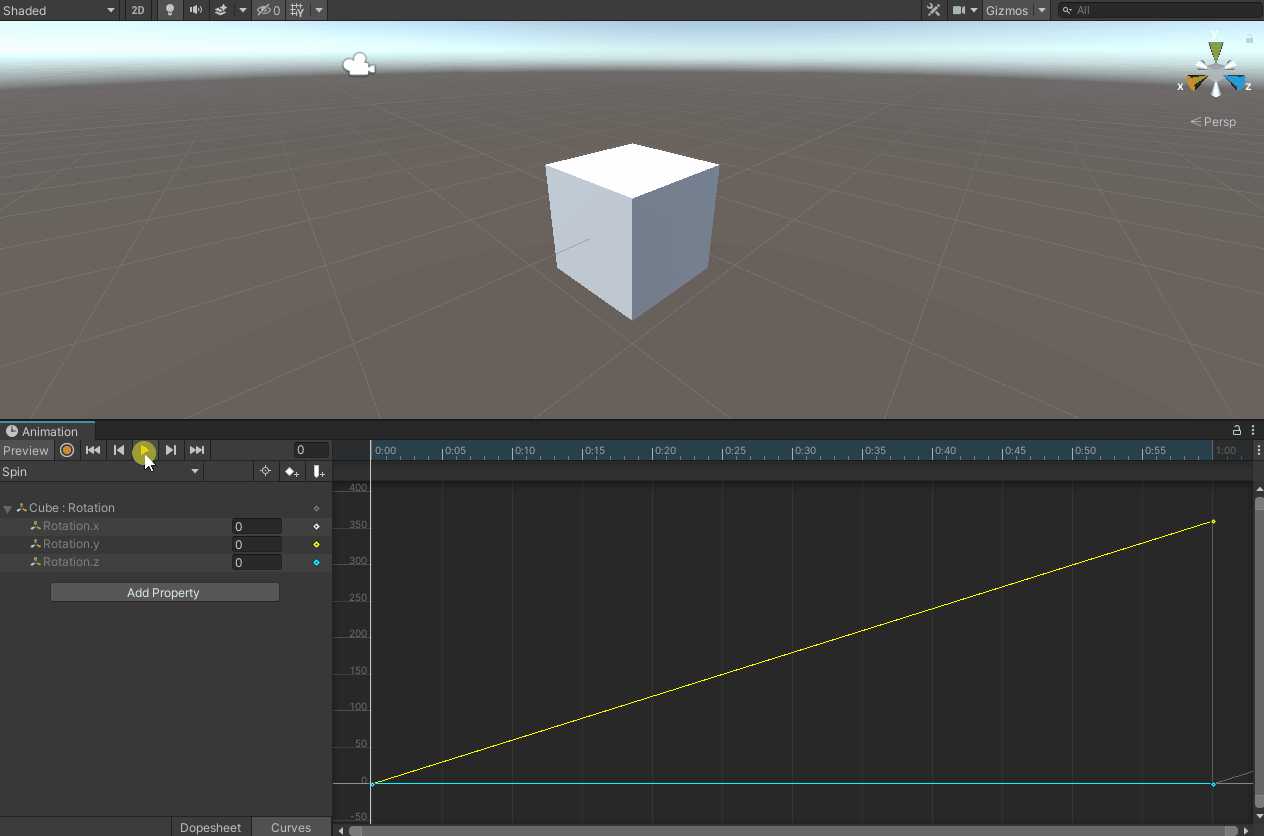 Shaded 2D 0 Gizmos All
y
x z
Persp
Animation
Preview 0 0:00 0:05 0:10 0:15 0:20 0:25 0:30 0:35 0:40 0:45 0:50 0:55 1:00
Spin
400
Cube : Rotation
Rotation.x 0
350
Rotation.y 0
Rotation.z 0
300
Add Property
250
200
150
100
50
0
-50
Dopesheet Curves